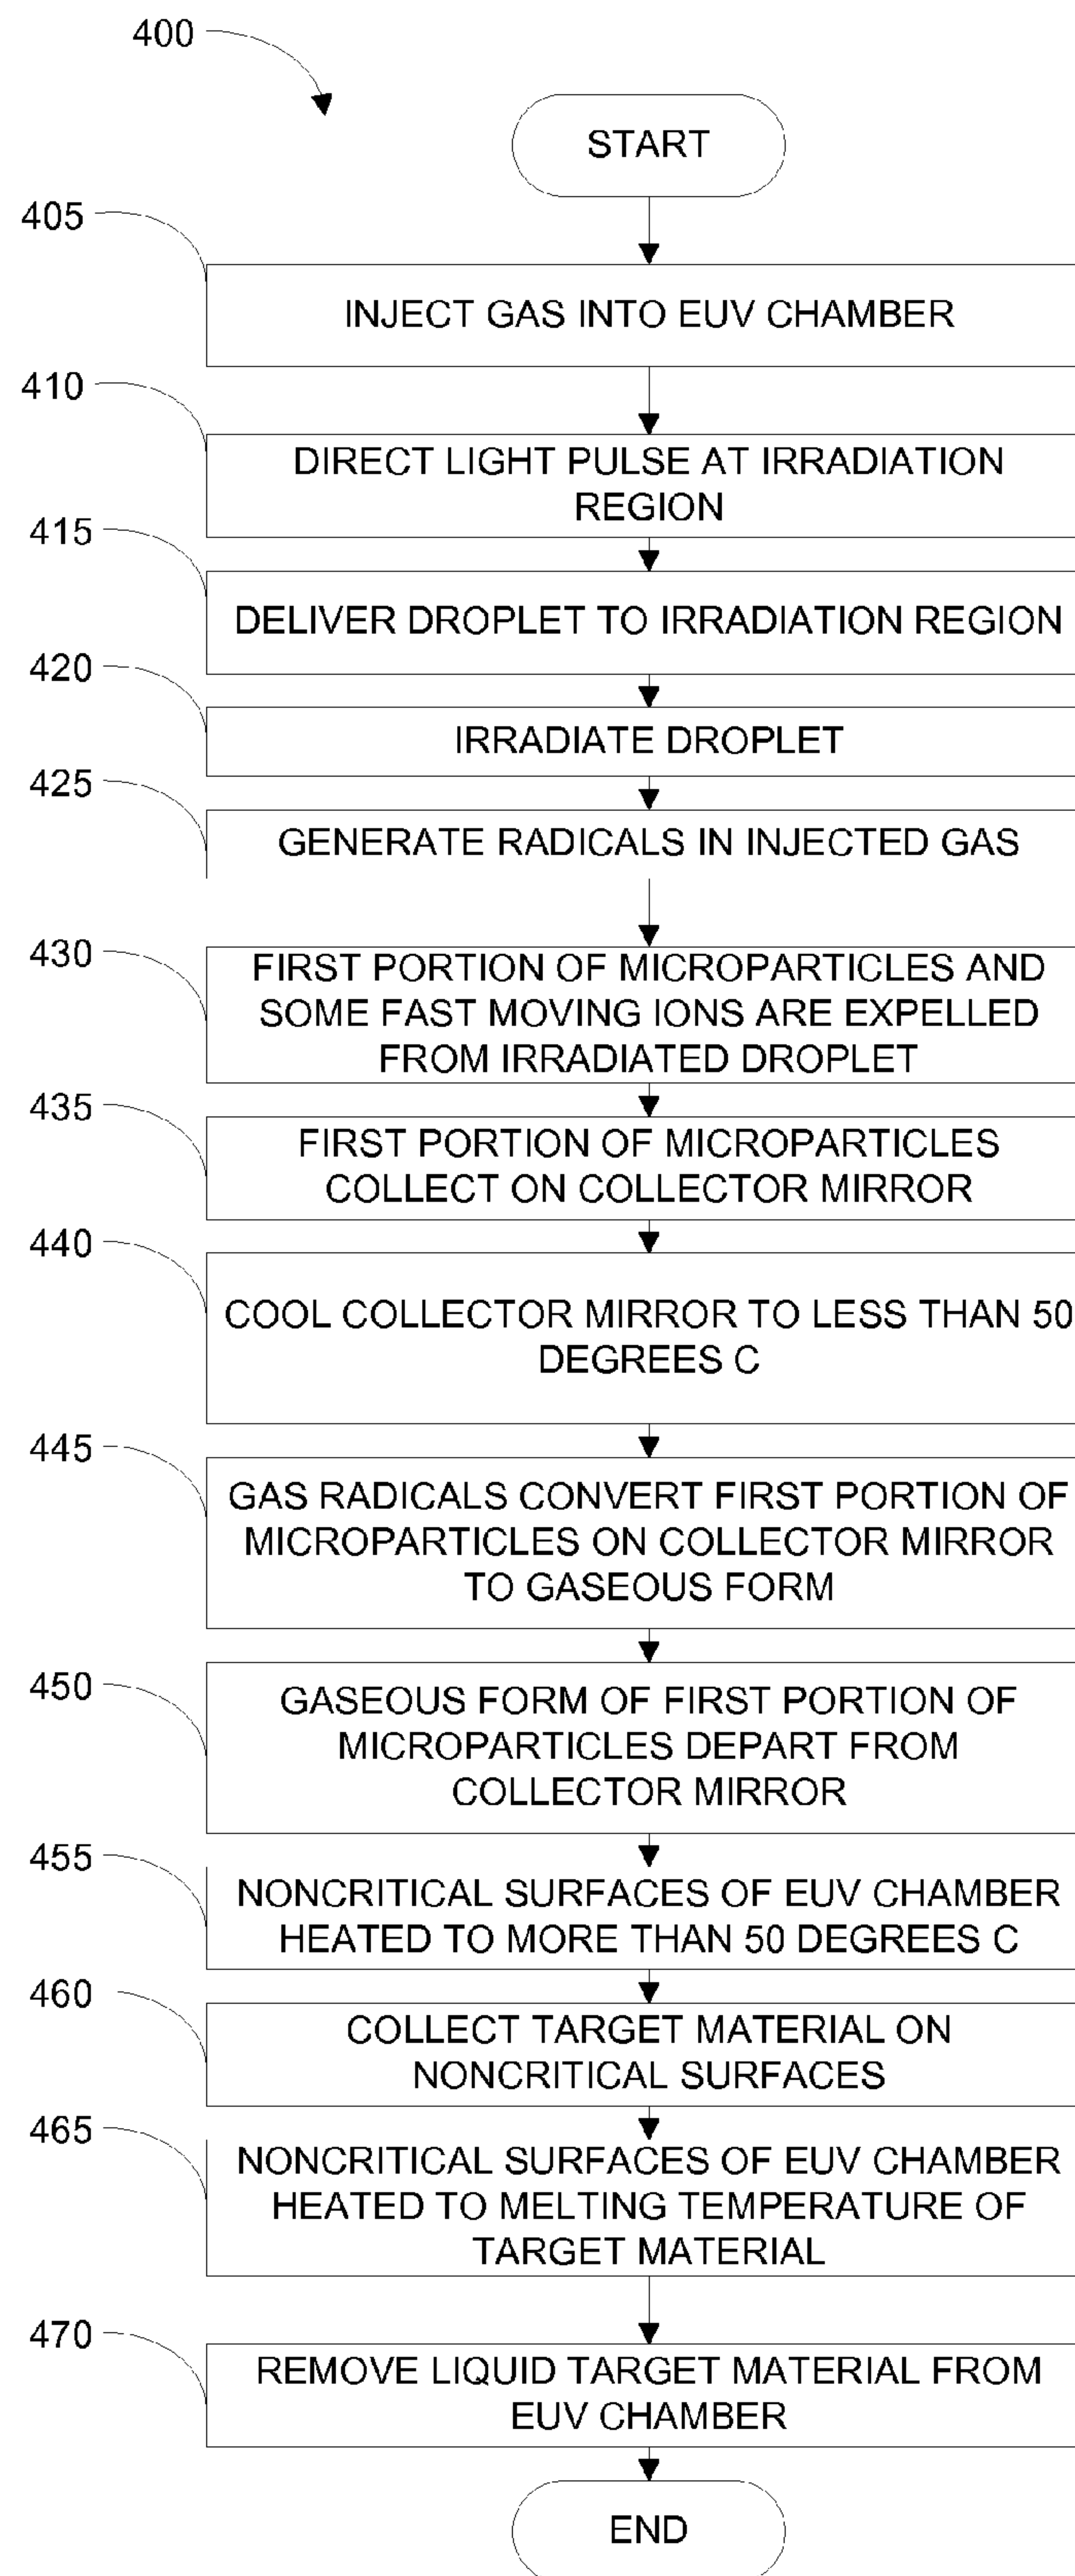 400
START
405
INJECT GAS INTO EUV CHAMBER
410
DIRECT LIGHT PULSE AT IRRADIATION
REGION
415
DELIVER DROPLET TO IRRADIATION REGION
420
IRRADIATE DROPLET
425
GENERATE RADICALS IN INJECTED GAS
430
FIRST PORTION OF MICROPARTICLES AND
SOME FAST MOVING IONS ARE EXPELLED
FROM IRRADIATED DROPLET
435
FIRST PORTION OF MICROPARTICLES
COLLECT ON COLLECTOR MIRROR
440
COOL COLLECTOR MIRROR TO LESS THAN 50
DEGREES C
445
GAS RADICALS CONVERT FIRST PORTION OF
MICROPARTICLES ON COLLECTOR MIRROR
TO GASEOUS FORM
450
GASEOUS FORM OF FIRST PORTION OF
MICROPARTICLES DEPART FROM
COLLECTOR MIRROR
455
NONCRITICAL SURFACES OF EUV CHAMBER
HEATED TO MORE THAN 50 DEGREES C
460
COLLECT TARGET MATERIAL ON
NONCRITICAL SURFACES
465
NONCRITICAL SURFACES OF EUV CHAMBER
HEATED TO MELTING TEMPERATURE OF
TARGET MATERIAL
470
REMOVE LIQUID TARGET MATERIAL FROM
EUV CHAMBER
END